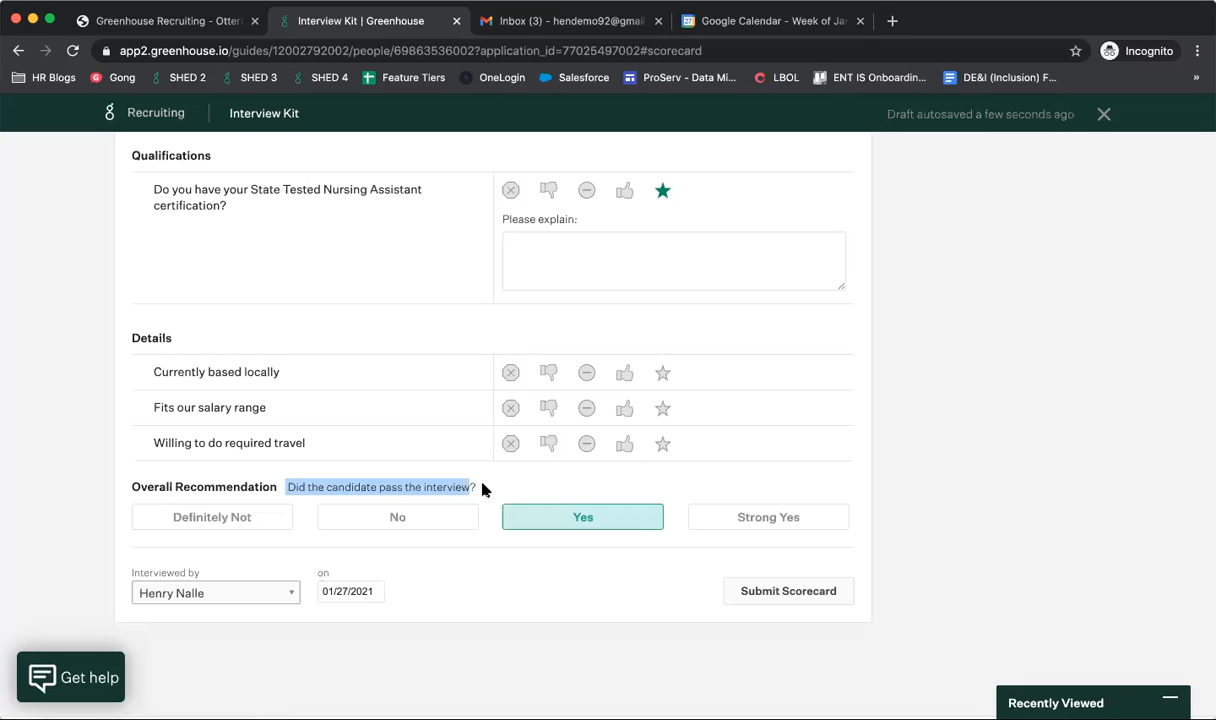 Greenhouse Recruiting - Otter
Interview Kit | Greenhouse
Inbox (3) - hendemo92@gmail
Google Calendar - Week of Jan
app2.greenhouse.io/guides/12002792002/people/69863536002?application_id=77025497002#scorecard
Incognito
HR Blogs
Gong
SHED 2
SHED 3
SHED 4
Feature Tiers
OneLogin
Salesforce
ProServ - Data Mi...
LBOL
ENT IS Onboardin...
DE&I (Inclusion) F...
»
Recruiting
Interview Kit
Draft autosaved a few seconds ago
Qualifications
Do you have your State Tested Nursing Assistant
certification?
Please explain:
Details
Currently based locally
Fits our salary range
Willing to do required travel
Overall Recommendation Did the candidate pass the interview?
Definitely Not
No
Yes
Strong Yes
Interviewed by
on
Henry Nalle
01/27/2021
Submit Scorecard
Get help
Recently Viewed